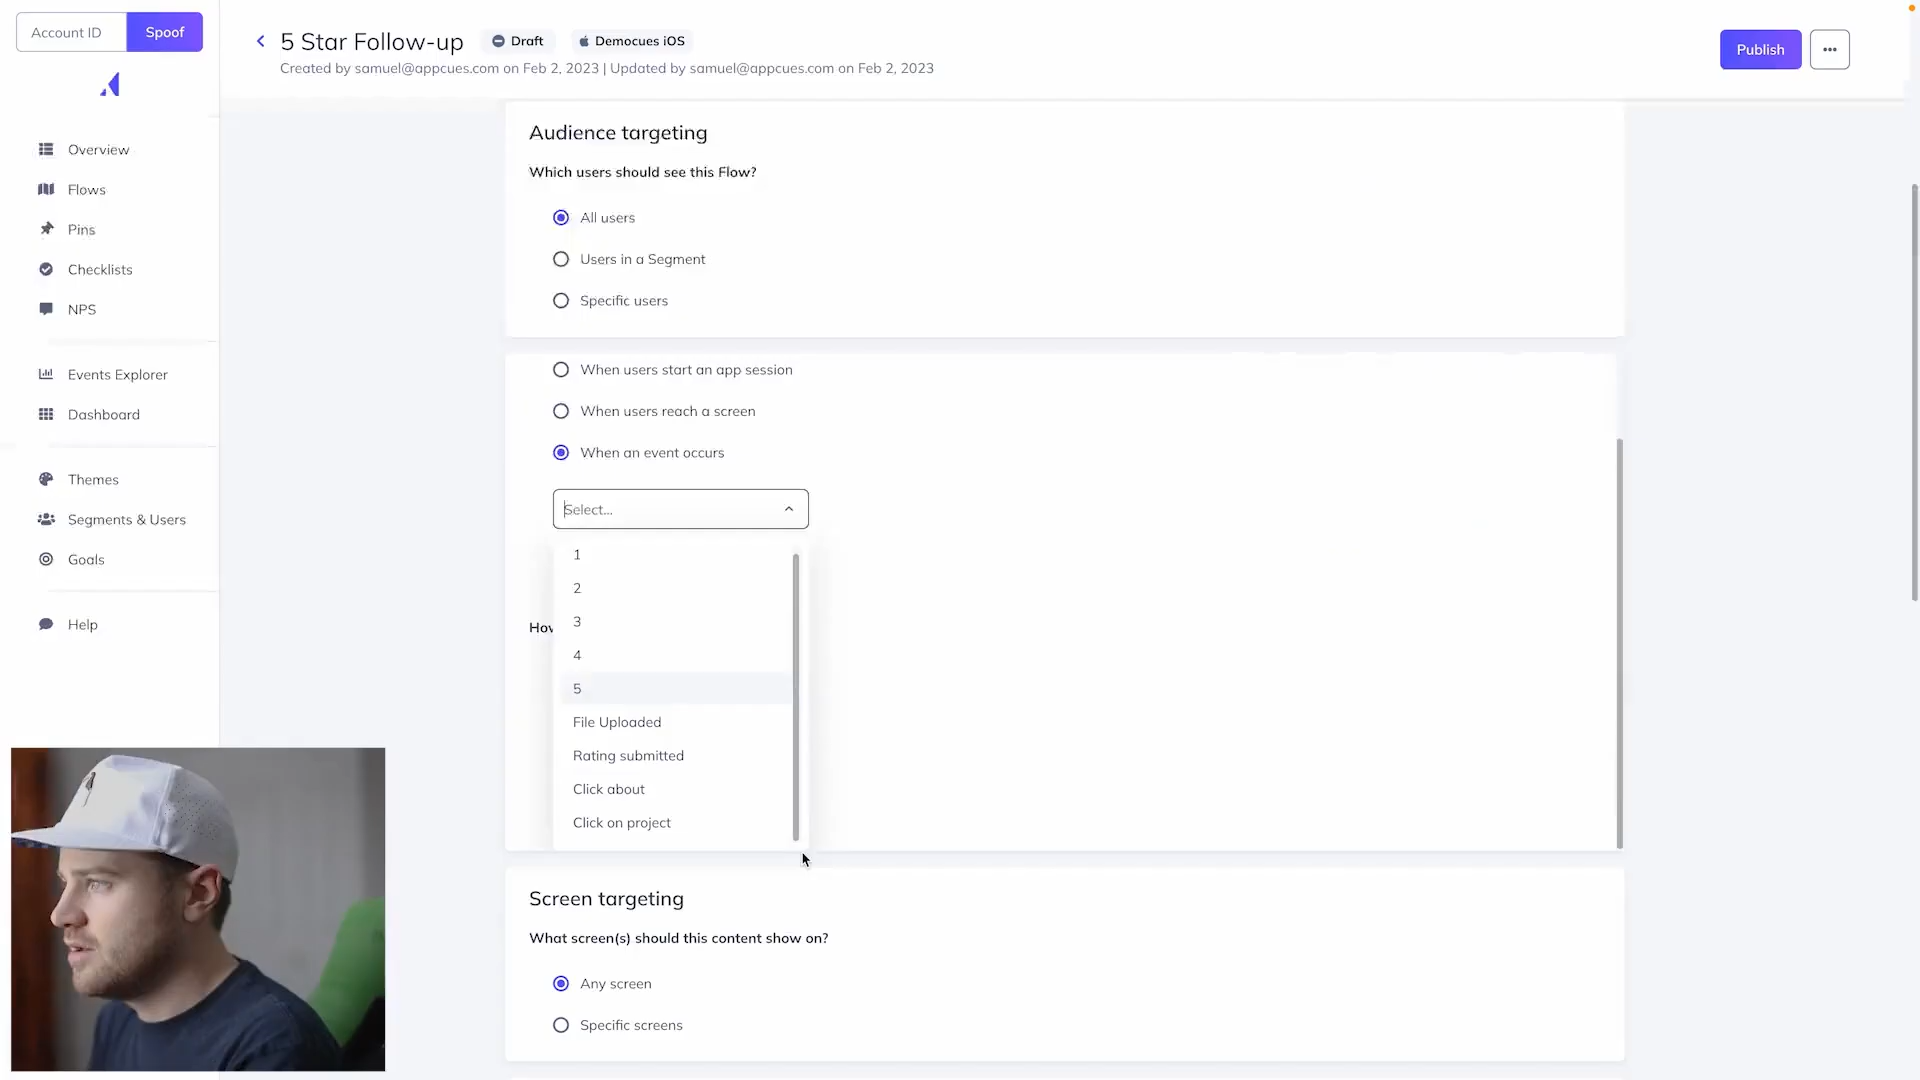 Account ID
Spoof
5 Star Follow-up
Draft
Democues iOS
Created by samuel@appcues.com on Feb 2, 2023 | Updated by samuel@appcues.com on Feb 2, 2023
Publish
Overview
Flows
Pins
Checklists
NPS
Events Explorer
Dashboard
Themes
Segments & Users
Goals
Help
Audience targeting
Which users should see this Flow?
All users
Users in a Segment
Specific users
When users start an app session
When users reach a screen
When an event occurs
Select...
1
2
3
4
5
File Uploaded
Rating submitted
Click about
Click on project
Screen targeting
What screen(s) should this content show on?
Any screen
Specific screens